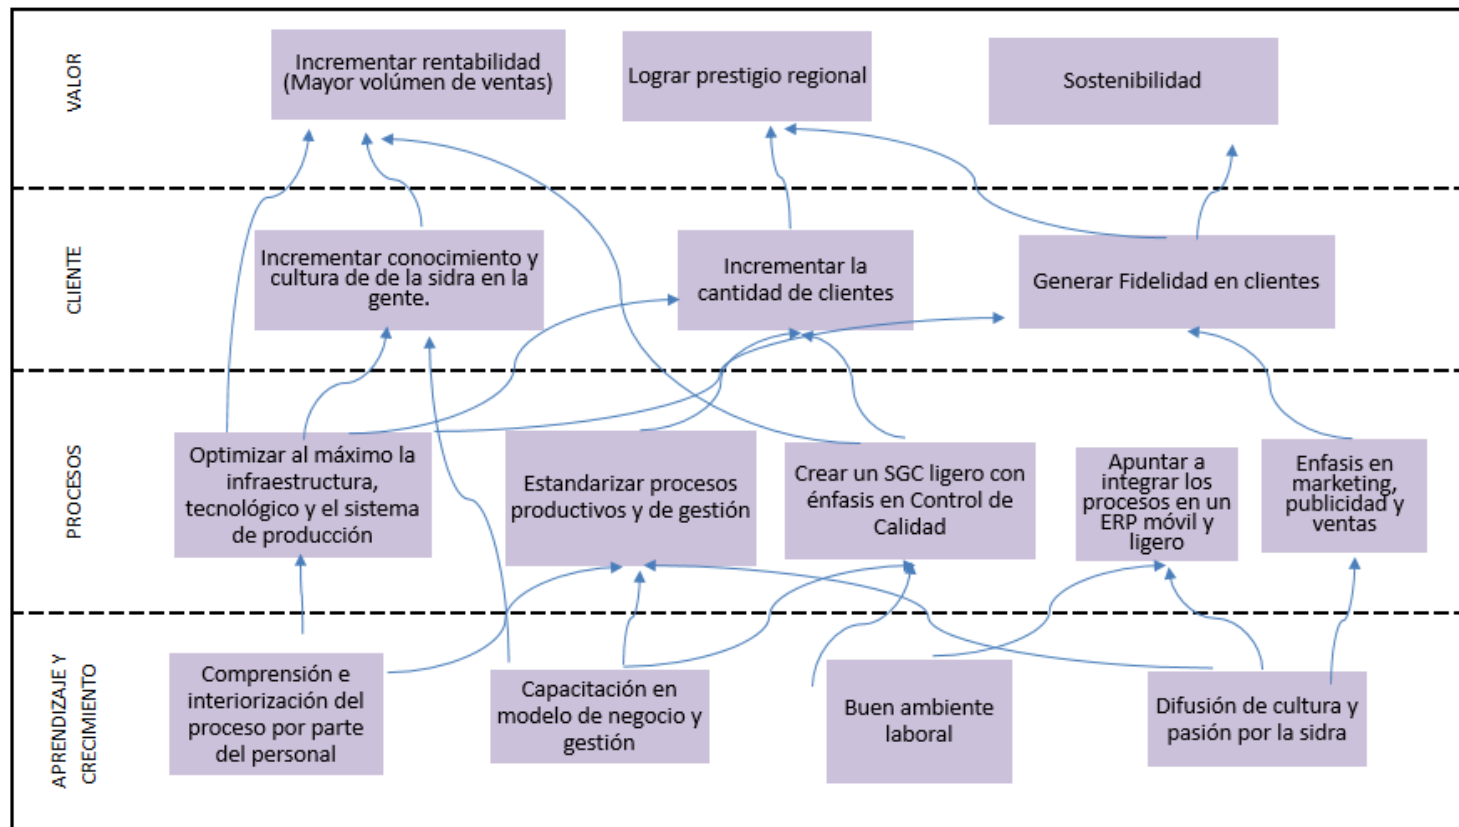 VALOR
Incrementar rentabilidad
(Mayor volúmen de ventas)
Lograr prestigio regional
Sostenibilidad
CLIENTE
Incrementar conocimiento y
cultura de de la sidra en la
gente.
Incrementar la
cantidad de clientes
Generar Fidelidad en clientes
PROCESOS
Optimizar al máximo la
infraestructura,
tecnológico y el sistema
de producción
Estandarizar procesos
productivos y de gestión
Crear un SGC ligero con
énfasis en Control de
Calidad
Apuntar a
integrar los
procesos en un
ERP móvil y
ligero
Enfasis en
marketing,
publicidad y
ventas
APRENDIZAJE Y
CRECIMIENTO
Comprensión e
interiorización del
proceso por parte
del personal
Capacitación en
modelo de negocio y
gestión
Buen ambiente
laboral
Difusión de cultura y
pasión por la sidra